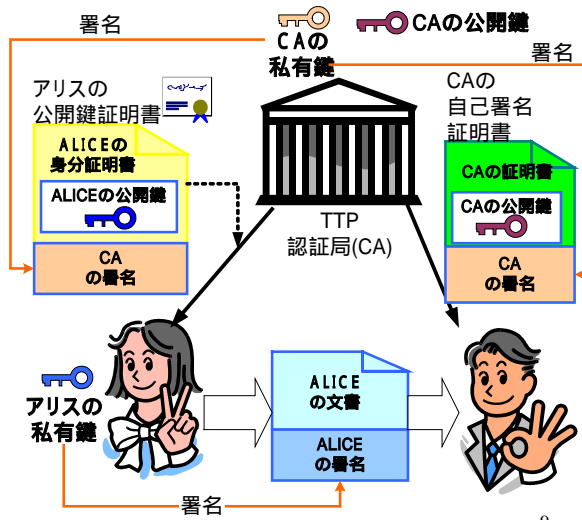 署名
CAの
私有鍵
CAの公開鍵
署名
アリスの
公開鍵証明書
ALICEの
身分証明書
ALICEの公開鍵
CA
の署名
TTP
認証局(CA)
CAの
自己署名
証明書
CAの証明書
CAの公開鍵
CA
の署名
アリスの
私有鍵
ALICE
の文書
ALICE
の署名
署名